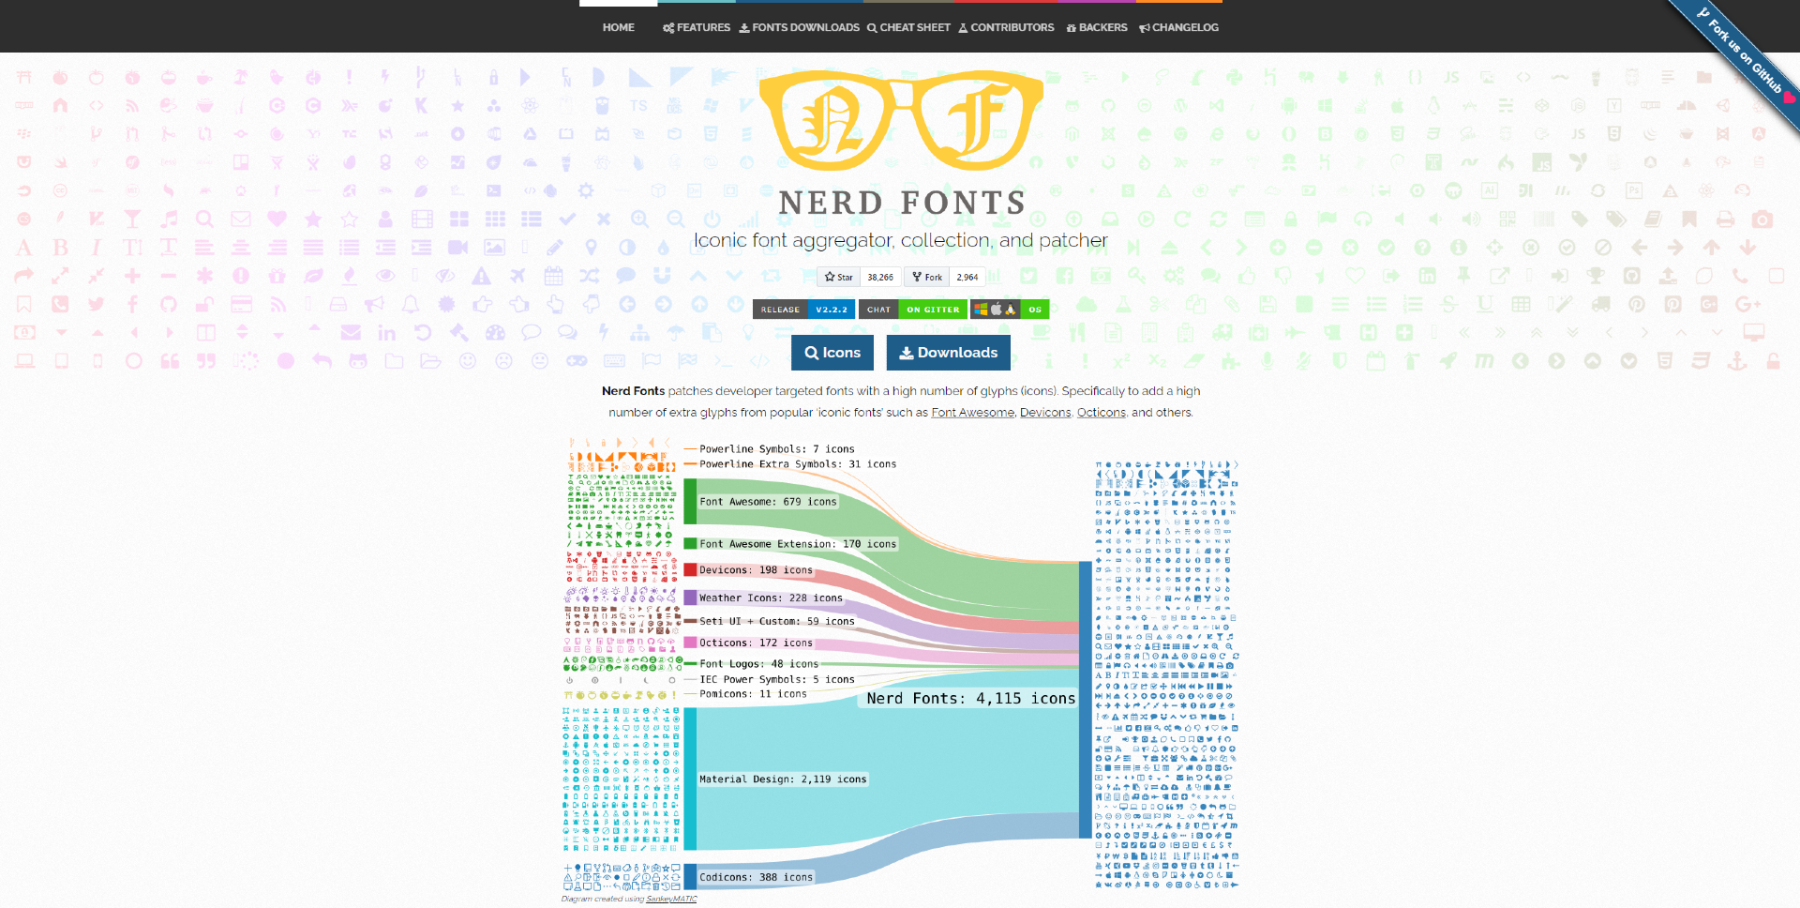 HOME FEATURES FONTS DOWNLOADS CHEAT SHEET CONTRIBUTORS BACKERS CHANGELOG
Fork us on GitHub
NF
NERD FONTS
Iconic font aggregator, collection, and patcher
Star 38,266 Fork 2,964
RELEASE V2.2.2 CHAT ON GITTER OS
Icons Downloads
Nerd Fonts patches developer targeted fonts with a high number of glyphs (icons). Specifically to add a high
number of extra glyphs from popular ‘iconic fonts’ such as Font Awesome, Devicons, Octicons, and others.
Powerline Symbols: 7 icons
Powerline Extra Symbols: 31 icons
Font Awesome: 679 icons
Font Awesome Extension: 170 icons
Devicons: 198 icons
Weather Icons: 228 icons
Seti UI + Custom: 59 icons
Octicons: 172 icons
Font Logos: 48 icons
IEC Power Symbols: 5 icons
Pomicons: 11 icons
Nerd Fonts: 4,115 icons
Material Design: 2,119 icons
Codicons: 388 icons
Diagram created using SankeyMATIC